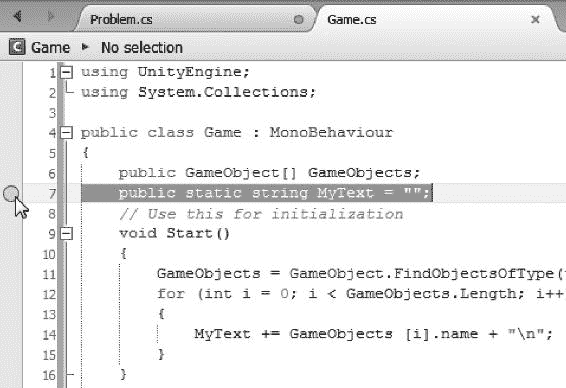 Problem.cs
Game.cs
C Game ▸ No selection
1 using UnityEngine;
2 using System.Collections;
3
4 public class Game : MonoBehaviour
5 {
6 public GameObject[] GameObjects;
7 public static string MyText = "";
8 // Use this for initialization
9 void Start()
10 {
11 GameObjects = GameObject.FindObjectsOfType(
12 for (int i = 0; i < GameObjects.Length; i++
13 {
14 MyText += GameObjects [i].name + "\n";
15 }
16 }